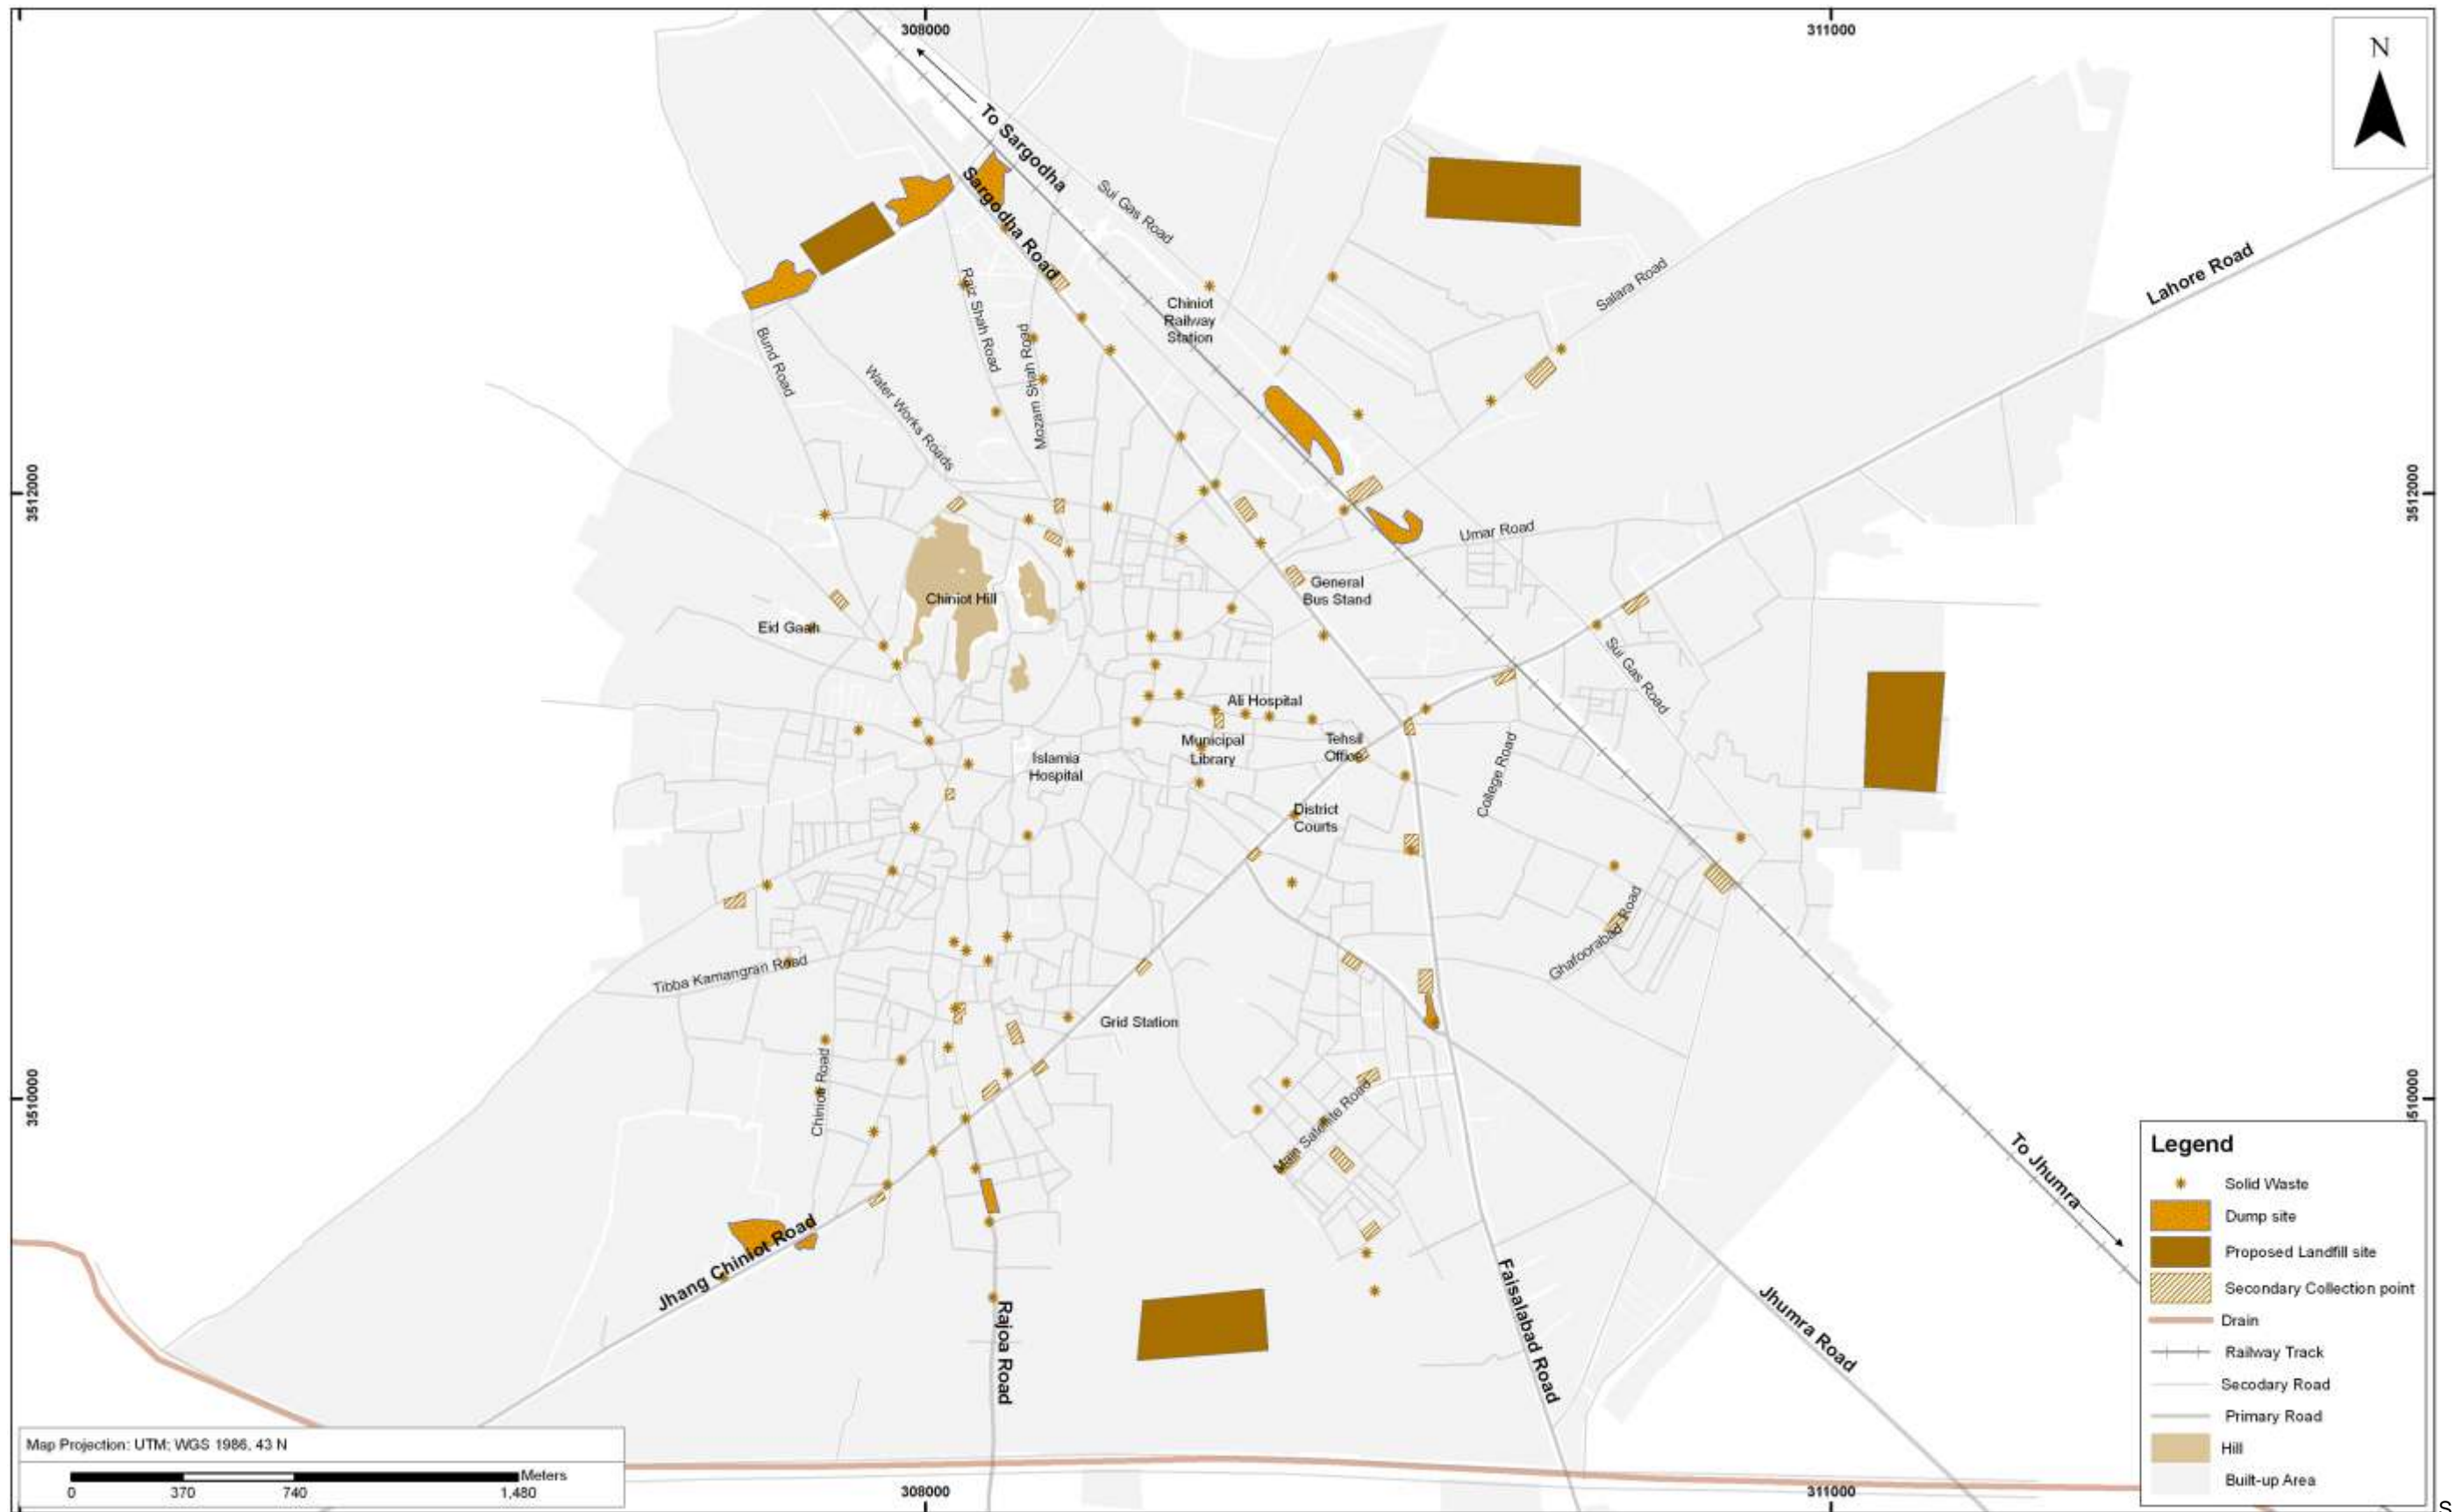 308000
311000
N
To Sargodha
Sargodha Road
Sui Gas Road
Lahore Road
Salara Road
Raiz Shah Road
Chiniot
Railway
Station
Mozam Shah Road
Bund Road
Water Works Roads
3512000
3512000
Umar Road
General
Bus Stand
Chiniot Hill
Eid Gaah
Sui Gas Road
Ali Hospital
Municipal
Library
Tehsil
Office
Islamia
Hospital
College Road
District
Courts
Ghafoorabad Road
Tibba Kamangran Road
Grid Station
Chiniot Road
3510000
3510000
Main Satellite Road
To Jhumra
Jhang Chiniot Road
Rajoa Road
Faisalabad Road
Jhumra Road
Legend
Solid Waste
Dump site
Proposed Landfill site
Secondary Collection point
Drain
Railway Track
Secodary Road
Primary Road
Hill
Built-up Area
Map Projection: UTM; WGS 1986, 43 N
Meters
0 370 740 1,480
308000
311000
S